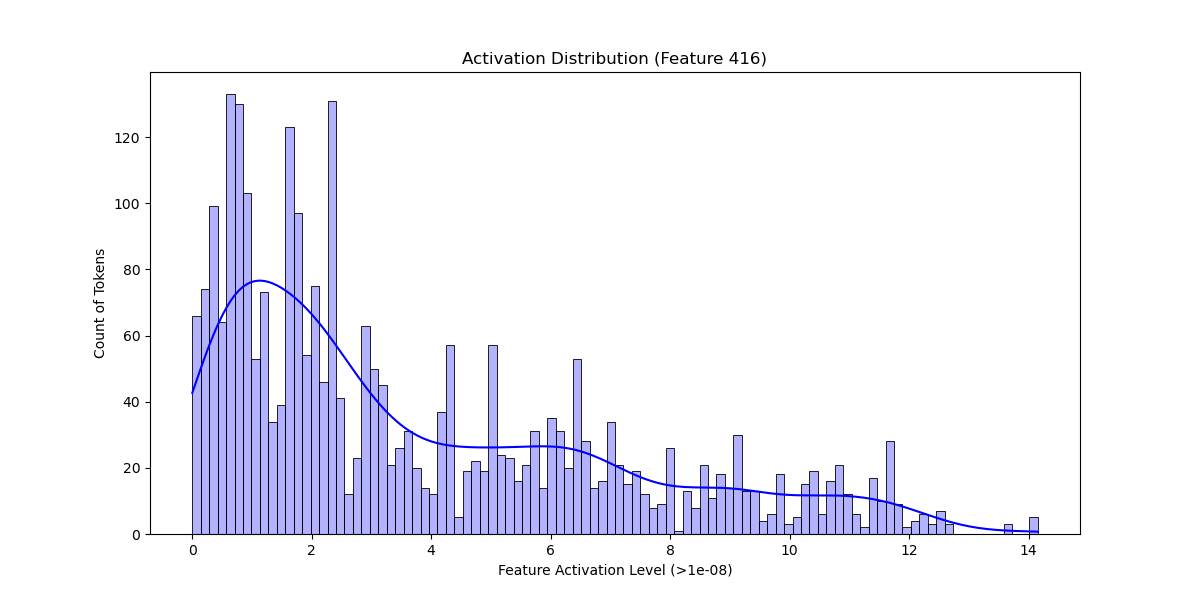 Activation Distribution (Feature 416)
120
100
80
60
40
20
0
Count of Tokens
0 2 4 6 8 10 12 14
Feature Activation Level (>1e-08)